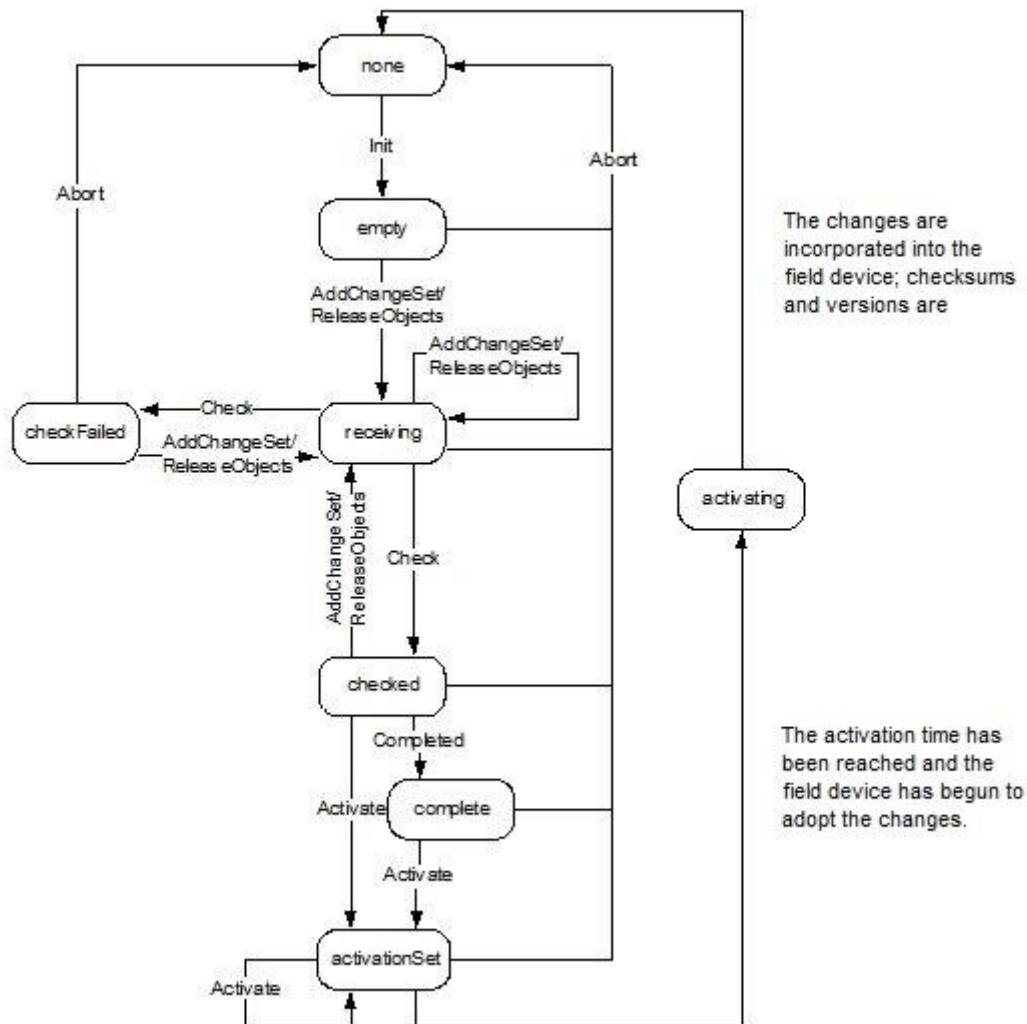 none
Init
Abort
Abort
empty
The changes are
incorporated into the
field device; checksums
and versions are
AddChangeSet/
ReleaseObjects
AddChangeSet/
ReleaseObjects
Check
checkFailed
receiving
AddChangeSet/
ReleaseObjects
activating
AddChangeSet/
ReleaseObjects
Check
checked
Completed
The activation time has
been reached and the
field device has begun to
adopt the changes.
Activate
complete
Activate
activationSet
Activate